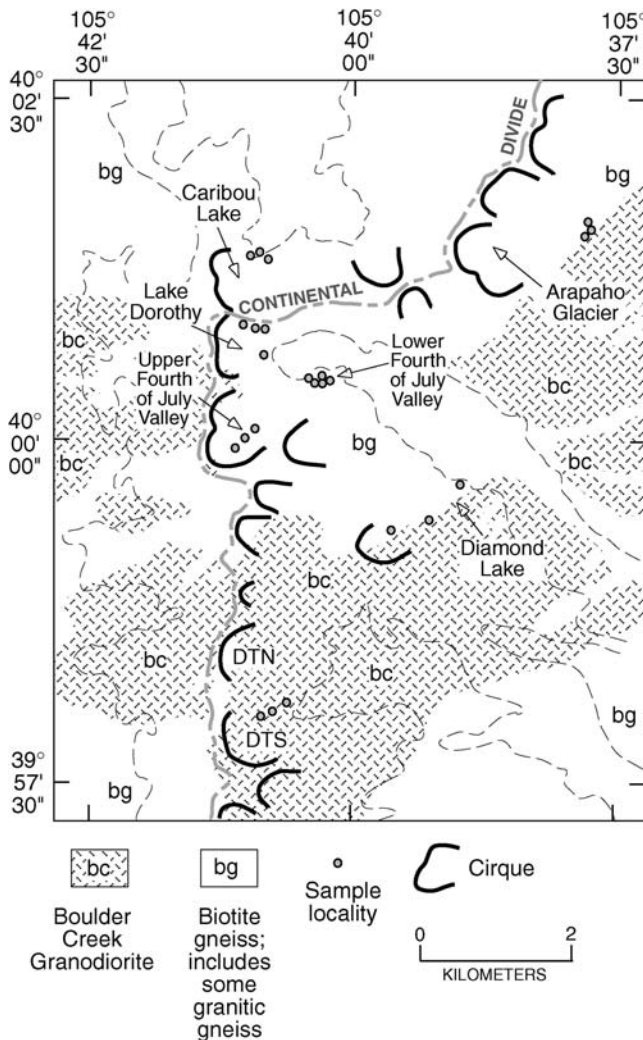 105°
42'
30"
105°
40'
00"
105°
37'
30"
40°
02'
30"
bg
DIVIDE
bg
Caribou
Lake
CONTINENTAL
Lake
Dorothy
Arapaho
Glacier
bc
Upper
Fourth
of July
Valley
Lower
Fourth
of July
Valley
bc
40°
00'
00"
bc
bg
bc
Diamond
Lake
bc
DTN
bc
bc
DTS
bg
39°
57'
30"
bg
bc
bg
Sample
locality
Cirque
Boulder
Creek
Granodiorite
Biotite
gneiss;
includes
some
granitic
gneiss
0
2
KILOMETERS